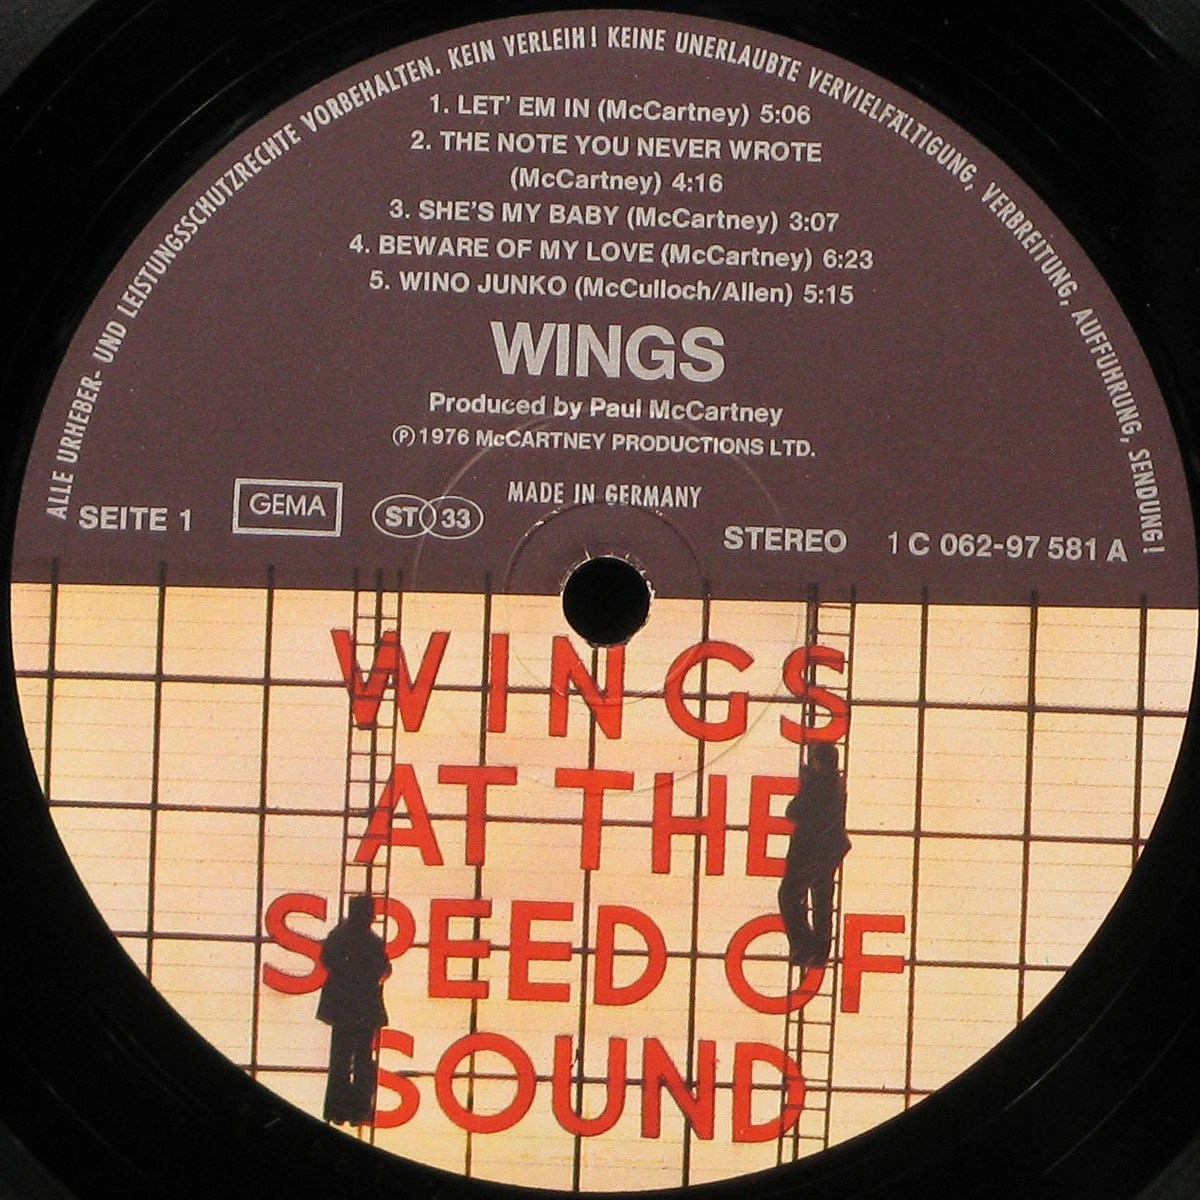 ALLE URHEBER- UND LEISTUNGSSCHUTZRECHTE VORBEHALTEN. KEIN VERLEIH! KEINE UNERLAUBTE VERVIELFÄLTIGUNG, VERBREITUNG, AUFFÜHRUNG, SENDUNG!
1. LET' EM IN (McCartney) 5:06
2. THE NOTE YOU NEVER WROTE
(McCartney) 4:16
3. SHE'S MY BABY (McCartney) 3:07
4. BEWARE OF MY LOVE (McCartney) 6:23
5. WINO JUNKO (McCulloch/Allen) 5:15
WINGS
Produced by Paul McCartney
℗ 1976 McCARTNEY PRODUCTIONS LTD.
MADE IN GERMANY
SEITE 1 GEMA ST 33 STEREO 1 C 062-97 581 A
WINGS
AT THE
SPEED OF
SOUND